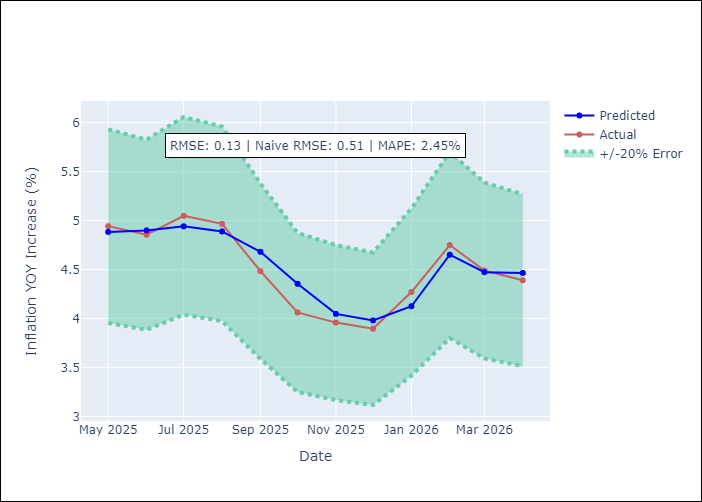 Predicted
Actual
+/-20% Error
RMSE: 0.13 | Naive RMSE: 0.51 | MAPE: 2.45%
6
5.5
5
4.5
4
3.5
3
Inflation YOY Increase (%)
May 2025 Jul 2025 Sep 2025 Nov 2025 Jan 2026 Mar 2026
Date